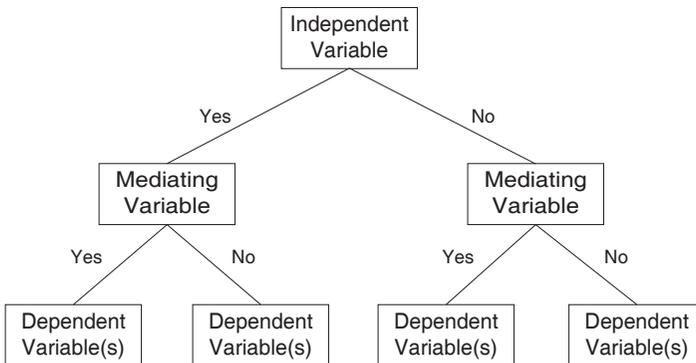 Independent
Variable
Yes
No
Mediating
Variable
Mediating
Variable
Yes
No
Yes
No
Dependent
Variable(s)
Dependent
Variable(s)
Dependent
Variable(s)
Dependent
Variable(s)